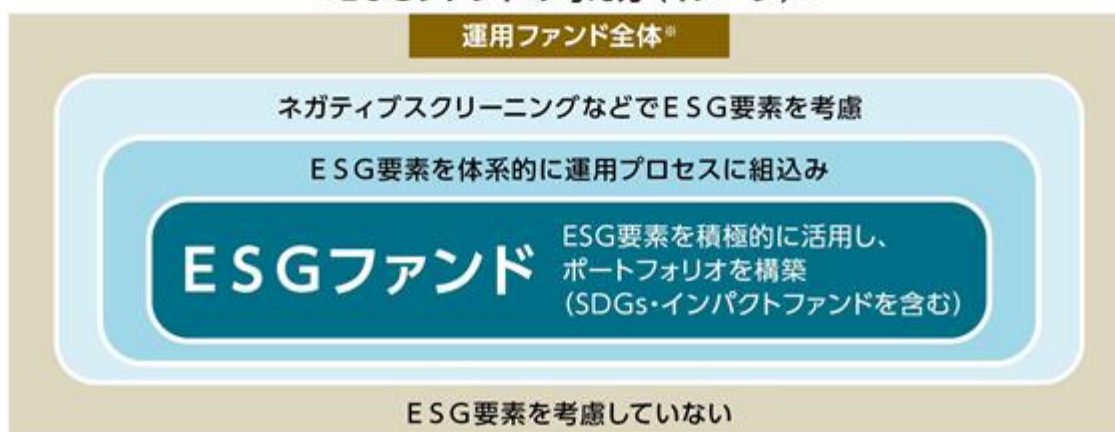 運用ファンド全体※
ネガティブスクリーニングなどでESG要素を考慮
ESG要素を体系的に運用プロセスに組込み
ESGファンド
ESG要素を積極的に活用し、
ポートフォリオを構築
(SDGs・インパクトファンドを含む)
ESG要素を考慮していない